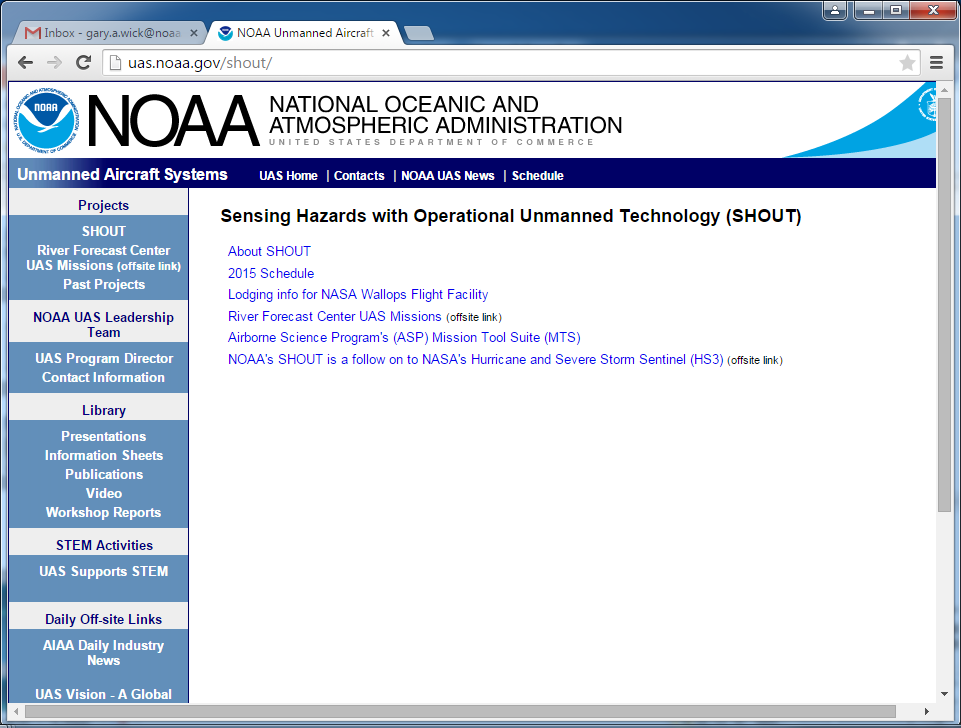 Inbox - gary.a.wick@noaa
NOAA Unmanned Aircraft
uas.noaa.gov/shout/
NOAA
NOAA
NATIONAL OCEANIC AND
ATMOSPHERIC ADMINISTRATION
UNITED STATES DEPARTMENT OF COMMERCE
Unmanned Aircraft Systems
UAS Home | Contacts | NOAA UAS News | Schedule
Projects
SHOUT
River Forecast Center
UAS Missions (offsite link)
Past Projects
NOAA UAS Leadership
Team
UAS Program Director
Contact Information
Library
Presentations
Information Sheets
Publications
Video
Workshop Reports
STEM Activities
UAS Supports STEM
Daily Off-site Links
AIAA Daily Industry
News
UAS Vision - A Global
Sensing Hazards with Operational Unmanned Technology (SHOUT)
About SHOUT
2015 Schedule
Lodging info for NASA Wallops Flight Facility
River Forecast Center UAS Missions (offsite link)
Airborne Science Program's (ASP) Mission Tool Suite (MTS)
NOAA's SHOUT is a follow on to NASA's Hurricane and Severe Storm Sentinel (HS3) (offsite link)